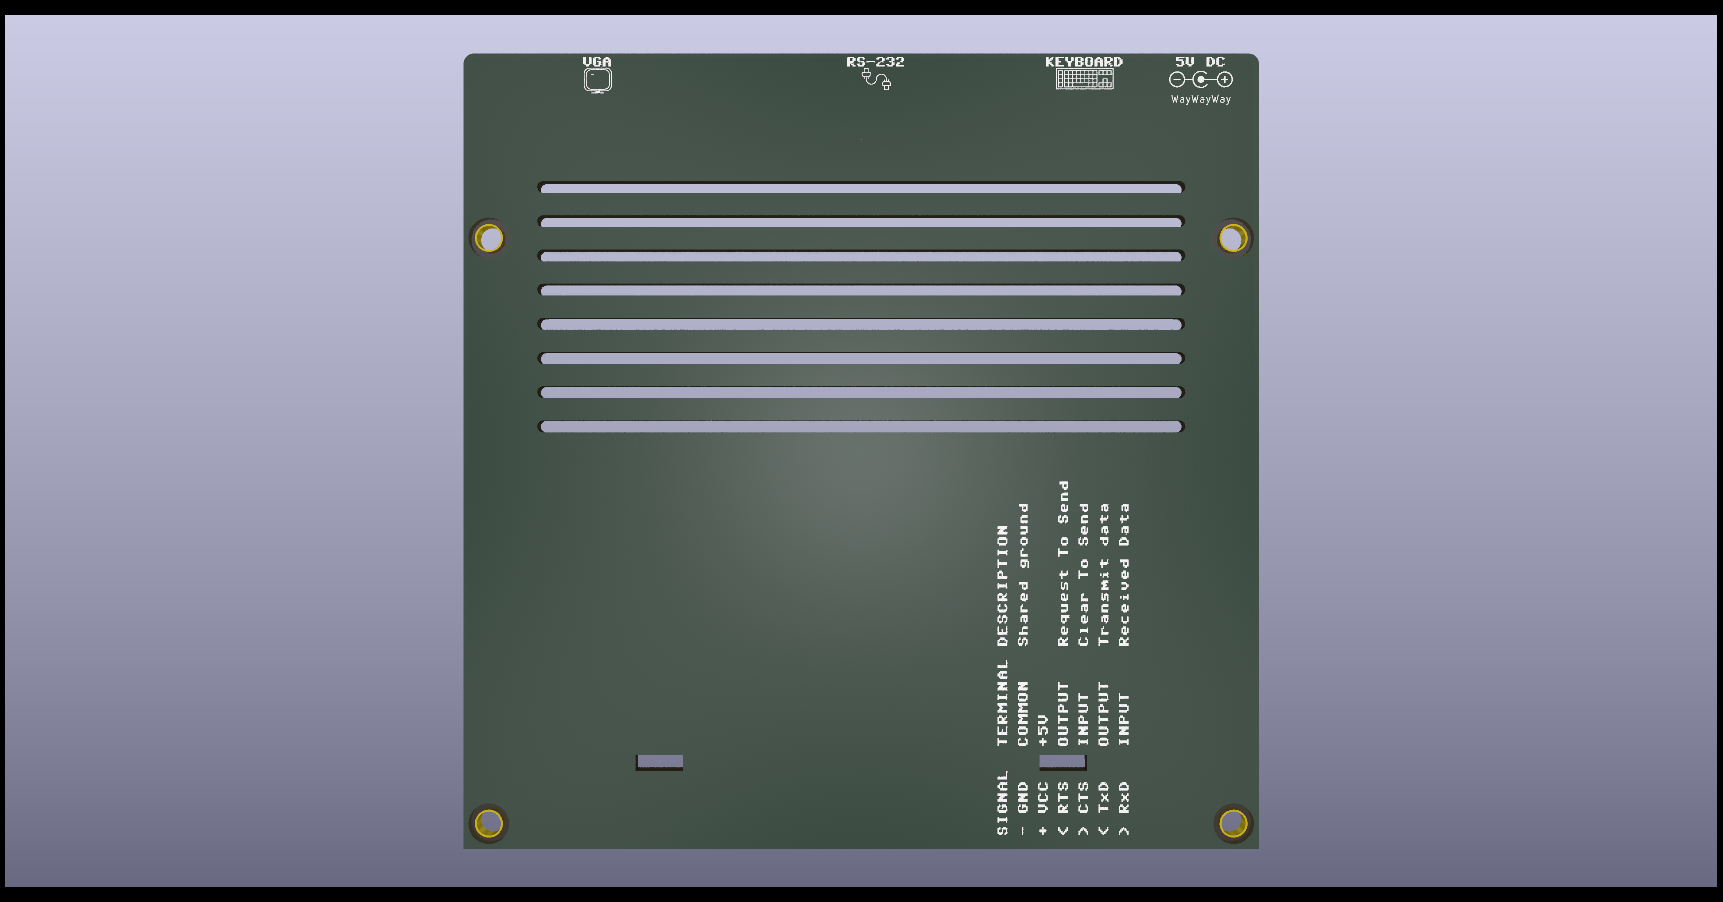 VGA
RS-232
KEYBOARD
5V DC
WayWayWay
SIGNAL TERMINAL DESCRIPTION
- GND COMMON Shared ground
+ VCC +5V
< RTS OUTPUT Request To Send
> CTS INPUT Clear To Send
< TxD OUTPUT Transmit data
> RxD INPUT Received Data